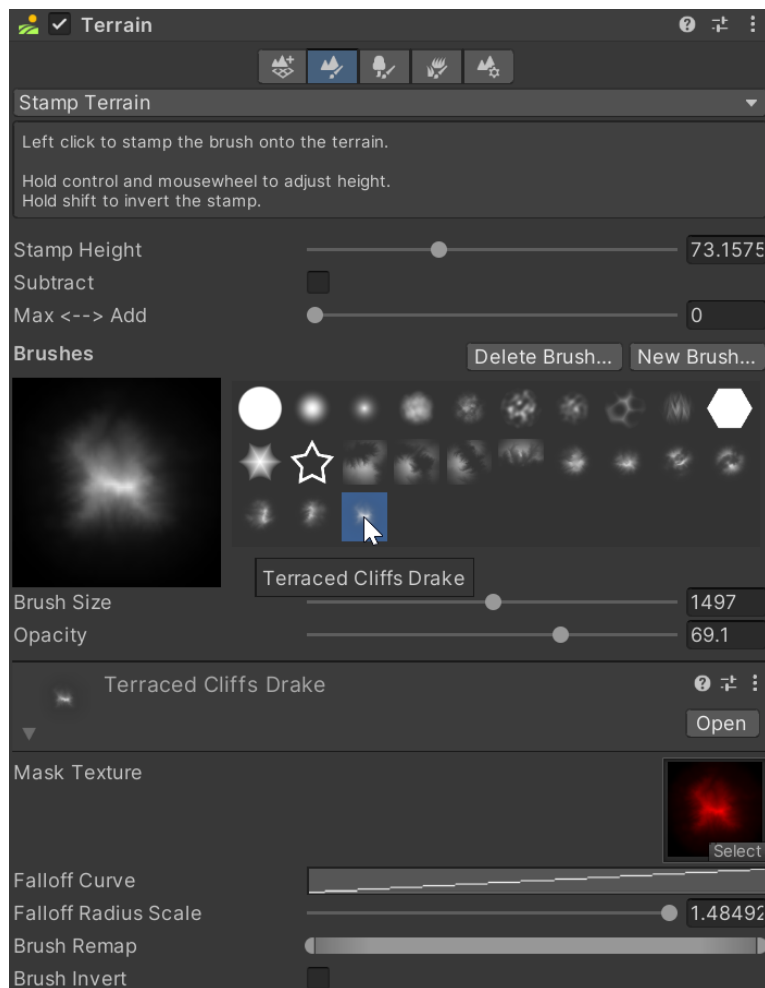 Terrain
Stamp Terrain
Left click to stamp the brush onto the terrain.
Hold control and mousewheel to adjust height.
Hold shift to invert the stamp.
Stamp Height 73.1575
Subtract
Max <--> Add 0
Brushes Delete Brush... New Brush...
Terraced Cliffs Drake
Brush Size 1497
Opacity 69.1
Terraced Cliffs Drake
Open
Mask Texture
Select
Falloff Curve
Falloff Radius Scale 1.48492
Brush Remap
Brush Invert